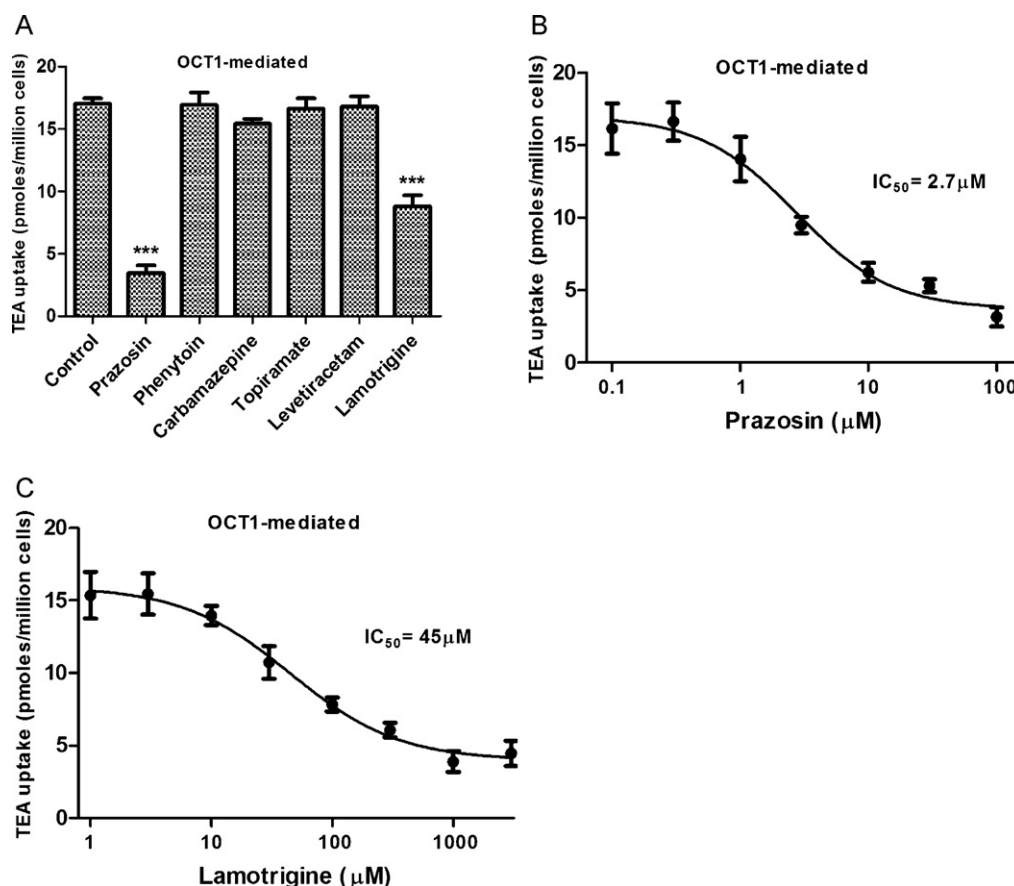 A
OCT1-mediated
TEA uptake (pmoles/million cells)
20
15
10
5
0
***
***
Control
Prazosin
Phenytoin
Carbamazepine
Topiramate
Levetiracetam
Lamotrigine
B
OCT1-mediated
TEA uptake (pmoles/million cells)
20
15
10
5
0
IC50= 2.7μM
0.1
1
10
100
Prazosin (μM)
C
OCT1-mediated
TEA uptake (pmoles/million cells)
20
15
10
5
0
IC50= 45μM
1
10
100
1000
Lamotrigine (μM)